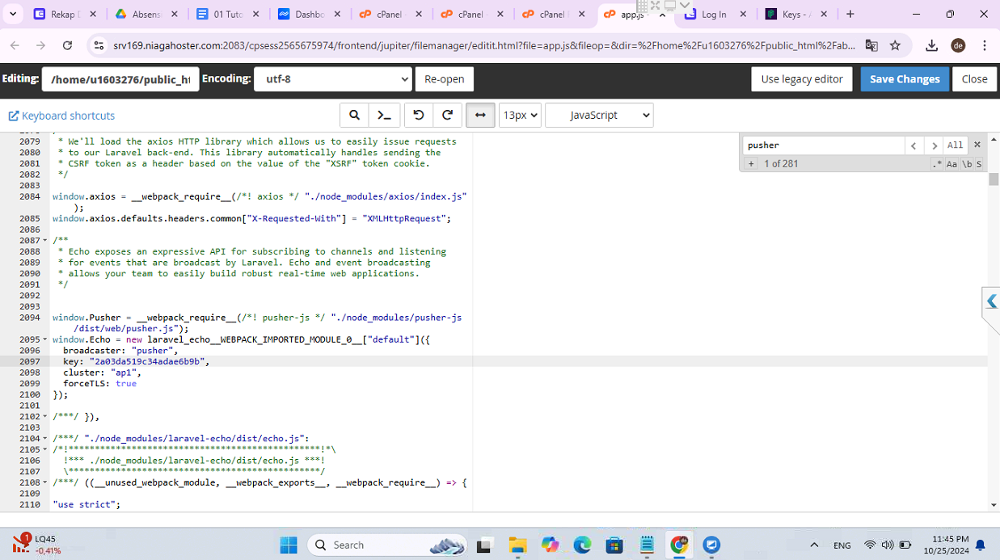 Rekap D
Absensi
01 Tuto
Dashbo
cPanel -
cPanel -
cPanel F
app.js -
Log In
Keys - A
srv169.niagahoster.com:2083/cpsess2565675974/frontend/jupiter/filemanager/editit.html?file=app.js&fileop=&dir=%2Fhome%2Fu1603276%2Fpublic_html%2Fab...
de
Editing:
/home/u1603276/public_ht
Encoding:
utf-8
Re-open
Use legacy editor
Save Changes
Close
Keyboard shortcuts
13px
JavaScript
pusher
All
+
1 of 281
.*
Aa
\b
S
2079 * We'll load the axios HTTP library which allows us to easily issue requests
2080 * to our Laravel back-end. This library automatically handles sending the
2081 * CSRF token as a header based on the value of the "XSRF" token cookie.
2082 */
2083
2084 window.axios = __webpack_require__(/*! axios */ "./node_modules/axios/index.js"
);
2085 window.axios.defaults.headers.common["X-Requested-With"] = "XMLHttpRequest";
2086
2087 /**
2088 * Echo exposes an expressive API for subscribing to channels and listening
2089 * for events that are broadcast by Laravel. Echo and event broadcasting
2090 * allows your team to easily build robust real-time web applications.
2091 */
2092
2093
2094 window.Pusher = __webpack_require__(/*! pusher-js */ "./node_modules/pusher-js
/dist/web/pusher.js");
2095 window.Echo = new laravel_echo__WEBPACK_IMPORTED_MODULE_0__["default"]({
2096 broadcaster: "pusher",
2097 key: "2a03da519c34adae6b9b",
2098 cluster: "ap1",
2099 forceTLS: true
2100 });
2101
2102 /***/ }),
2103
2104 /***/ "./node_modules/laravel-echo/dist/echo.js":
2105 /*!************************************************!*\
2106 !*** ./node_modules/laravel-echo/dist/echo.js ***!
2107 \************************************************/
2108 /***/ ((__unused_webpack_module, __webpack_exports__, __webpack_require__) => {
2109
2110 "use strict";
1
LQ45
-0,41%
Search
ENG
11:45 PM
10/25/2024